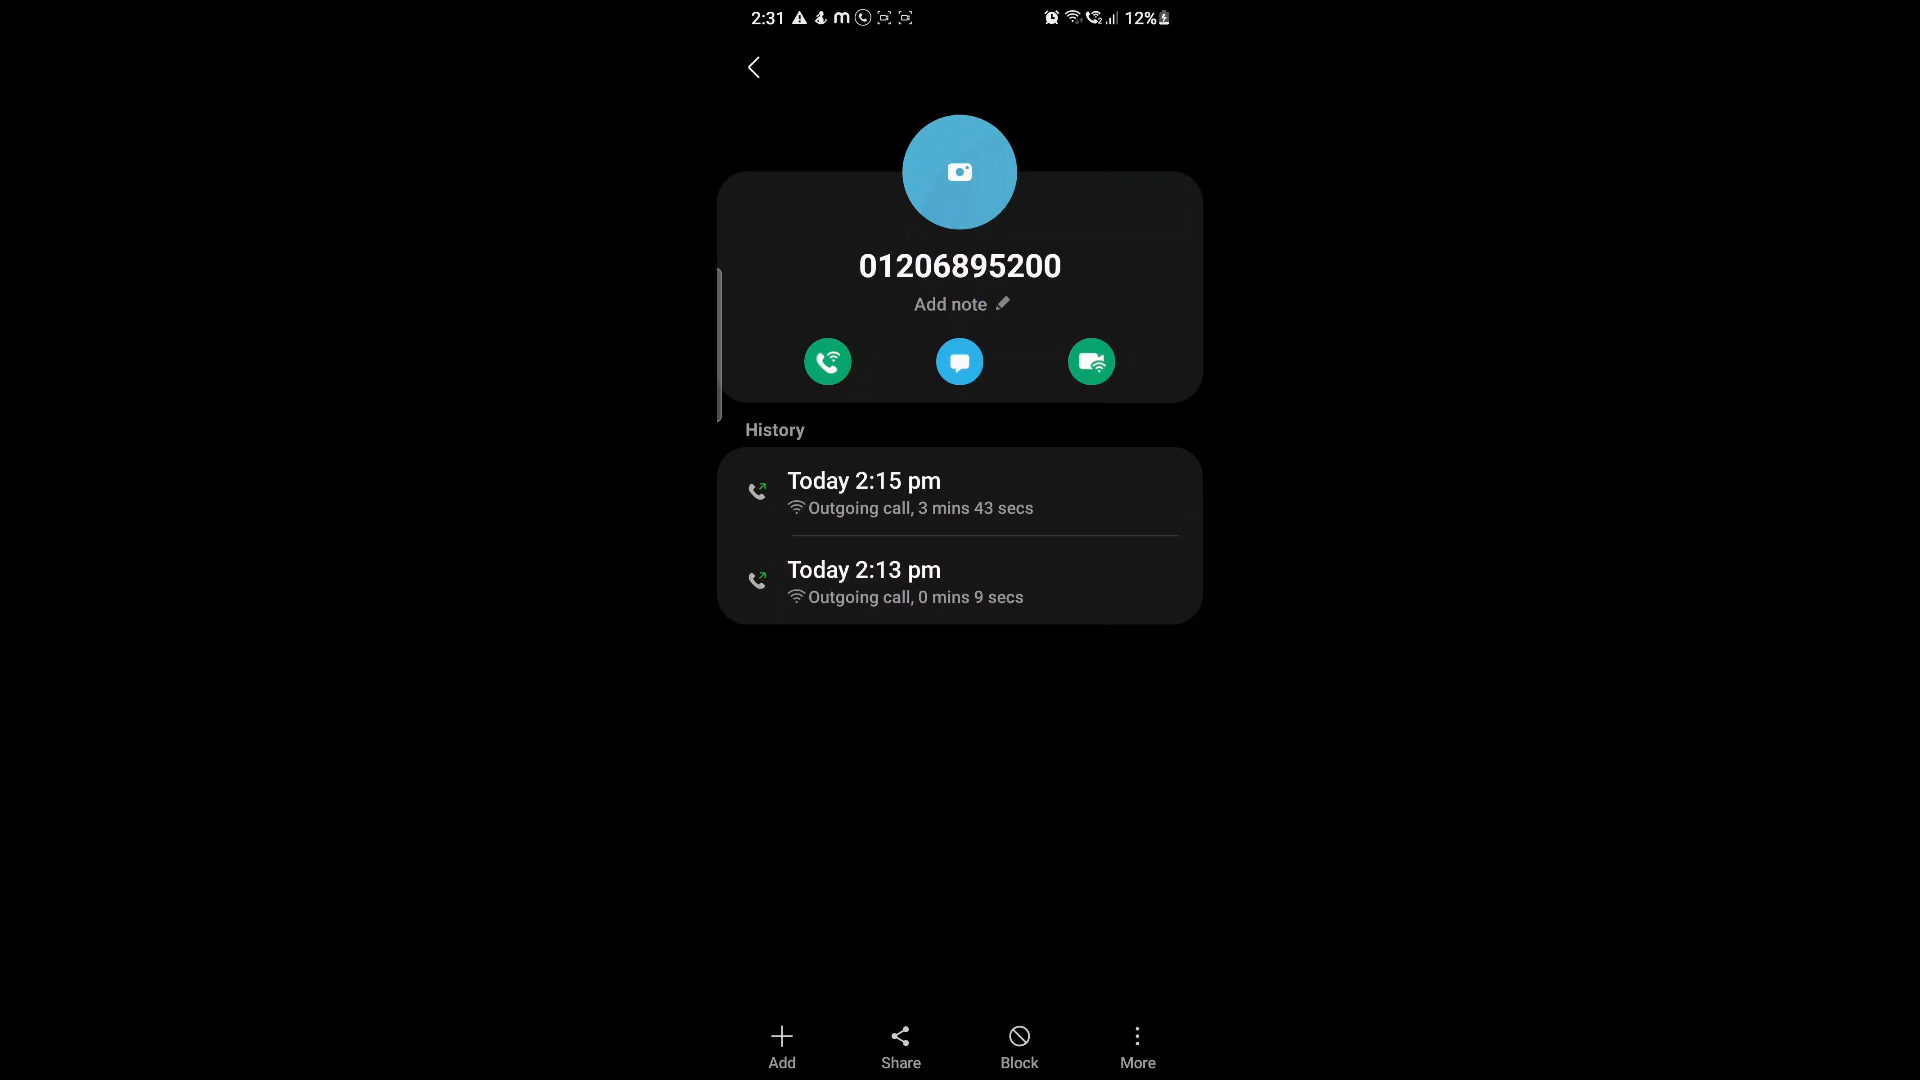 2:31
12%
01206895200
Add note
History
Today 2:15 pm
Outgoing call, 3 mins 43 secs
Today 2:13 pm
Outgoing call, 0 mins 9 secs
Add Share Block More